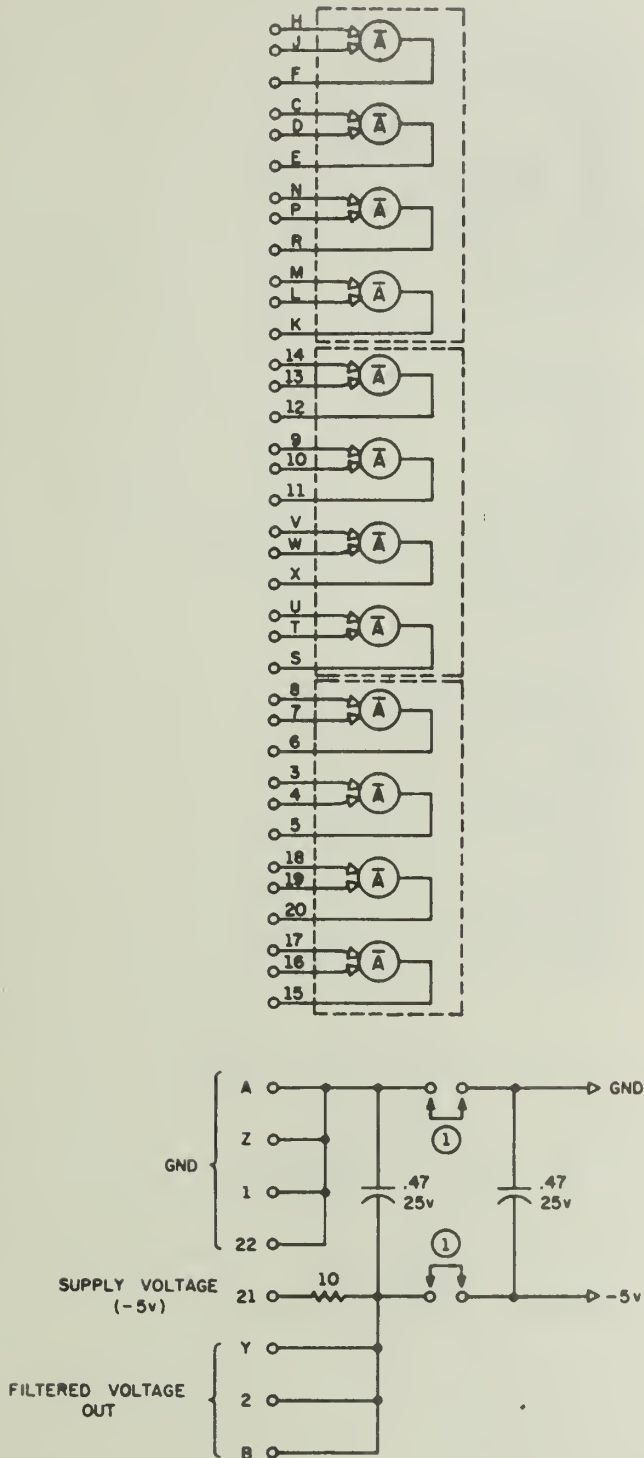 H
J
Ā
F
C
D
Ā
E
N
P
Ā
R
M
L
Ā
K
14
13
Ā
12
9
10
Ā
11
V
W
Ā
X
U
T
Ā
S
8
7
Ā
6
3
4
Ā
5
18
19
Ā
20
17
16
Ā
15
A
GND
Z
1
GND
1
.47
25v
.47
25v
22
1
SUPPLY VOLTAGE
(-5v)
21
10
-5v
Y
FILTERED VOLTAGE
OUT
2
B